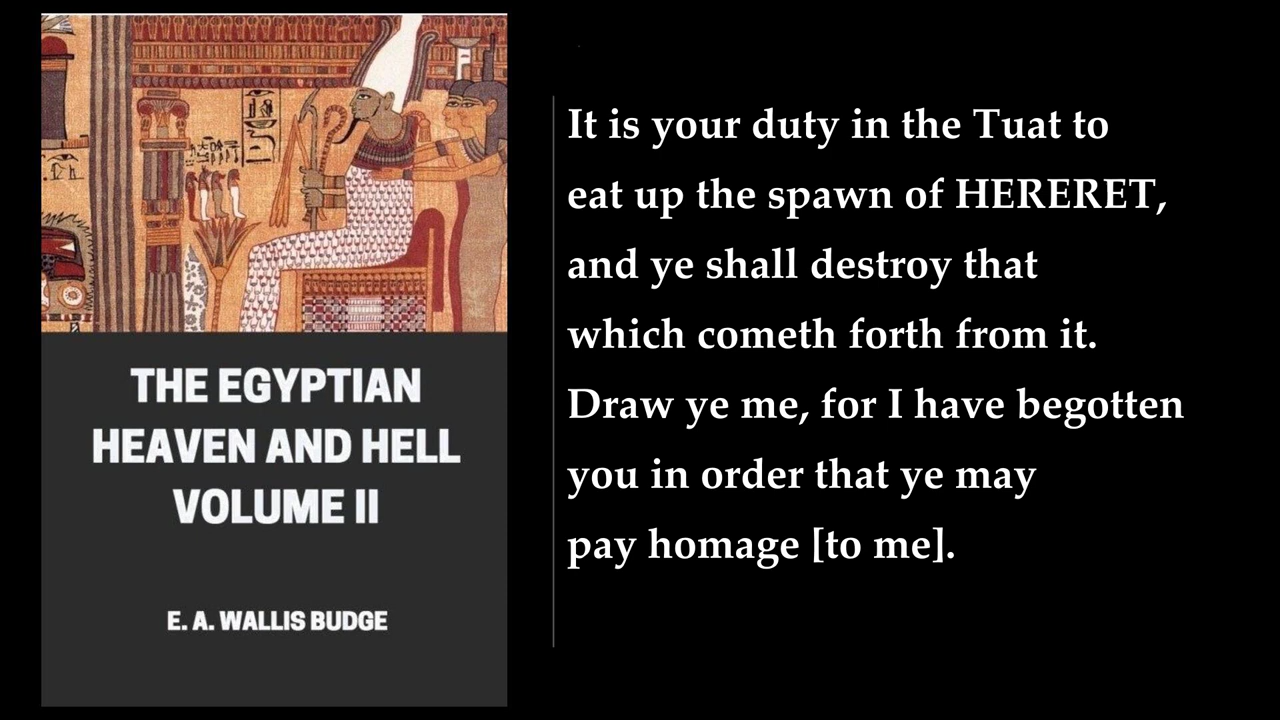 THE EGYPTIAN
HEAVEN AND HELL
VOLUME II
E. A. WALLIS BUDGE
It is your duty in the Tuat to
eat up the spawn of HERERET,
and ye shall destroy that
which cometh forth from it.
Draw ye me, for I have begotten
you in order that ye may
pay homage [to me].